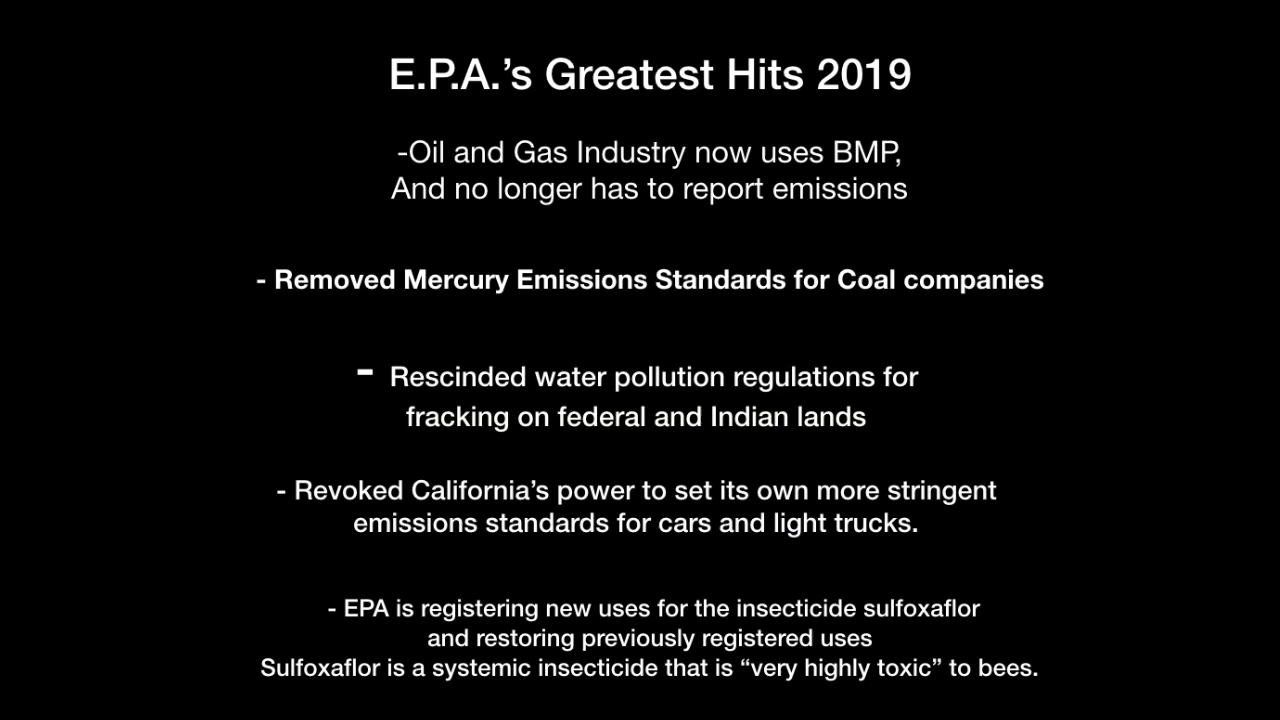 E.P.A.’s Greatest Hits 2019
-Oil and Gas Industry now uses BMP,
And no longer has to report emissions
- Removed Mercury Emissions Standards for Coal companies
- Rescinded water pollution regulations for
fracking on federal and Indian lands
- Revoked California’s power to set its own more stringent
emissions standards for cars and light trucks.
- EPA is registering new uses for the insecticide sulfoxaflor
and restoring previously registered uses
Sulfoxaflor is a systemic insecticide that is “very highly toxic” to bees.